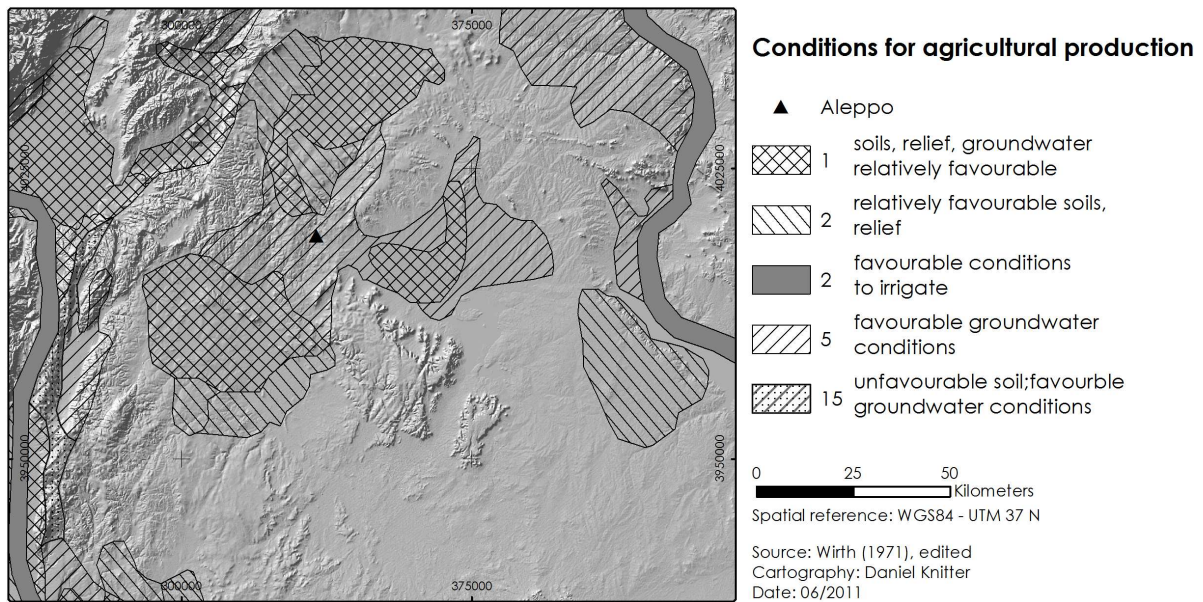 300000
375000
4025000
4025000
3950000
3950000
300000
375000
Conditions for agricultural production
Aleppo
1
soils, relief, groundwater
relatively favourable
2
relatively favourable soils,
relief
2
favourable conditions
to irrigate
5
favourable groundwater
conditions
15
unfavourable soil;favourble
groundwater conditions
0 25 50
Kilometers
Spatial reference: WGS84 - UTM 37 N
Source: Wirth (1971), edited
Cartography: Daniel Knitter
Date: 06/2011